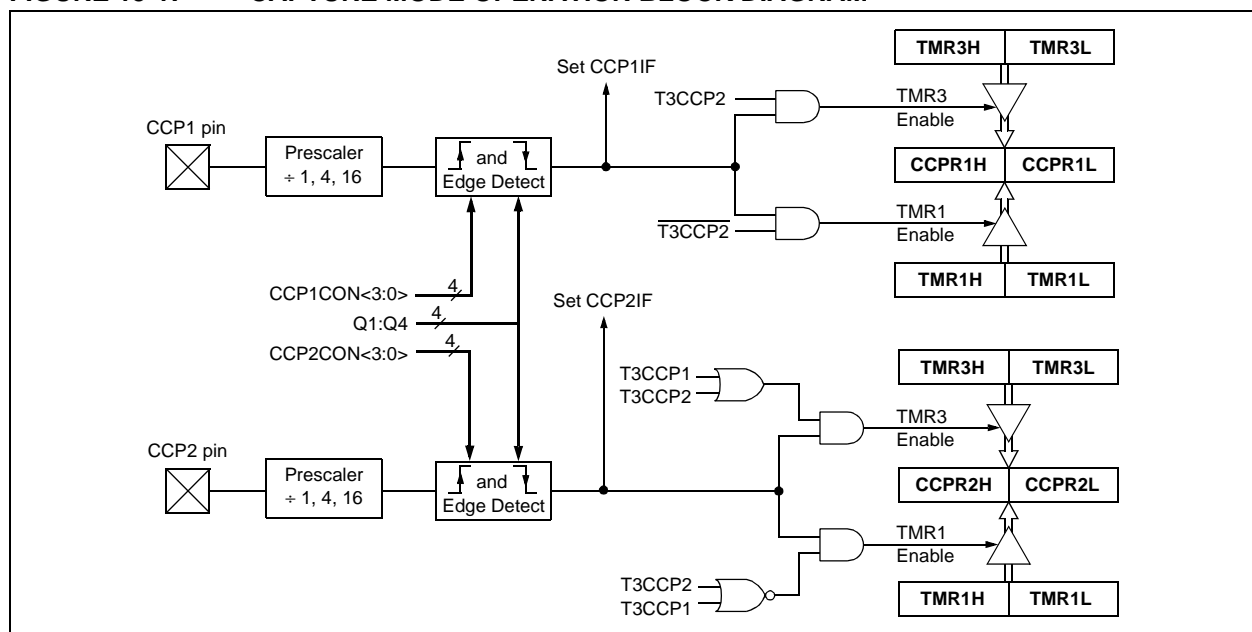 TMR3H TMR3L
Set CCP1IF
T3CCP2
TMR3
Enable
CCP1 pin
Prescaler
÷ 1, 4, 16
and
Edge Detect
CCPR1H CCPR1L
T3CCP2
TMR1
Enable
TMR1H TMR1L
CCP1CON<3:0>
4
Q1:Q4
4
CCP2CON<3:0>
4
Set CCP2IF
TMR3H TMR3L
T3CCP1
T3CCP2
TMR3
Enable
CCP2 pin
Prescaler
÷ 1, 4, 16
and
Edge Detect
CCPR2H CCPR2L
TMR1
Enable
T3CCP2
T3CCP1
TMR1H TMR1L